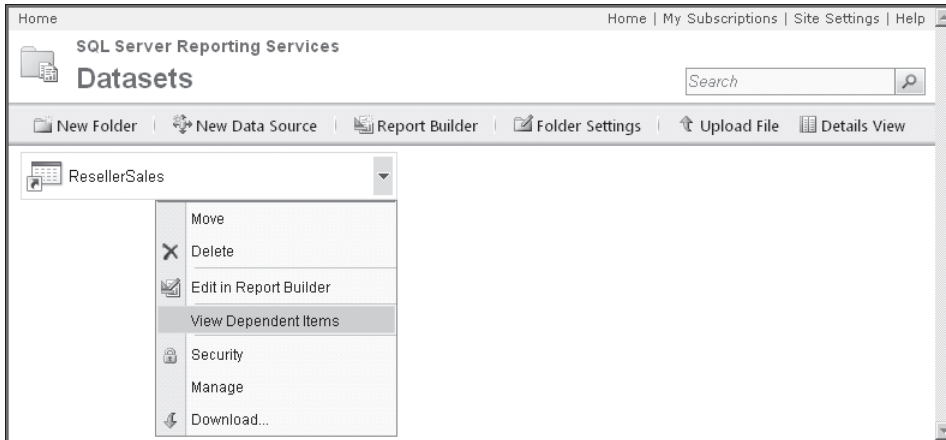 Home Home | My Subscriptions | Site Settings | Help
SQL Server Reporting Services
Datasets
Search
New Folder | New Data Source | Report Builder | Folder Settings | Upload File Details View
ResellerSales
Move
Delete
Edit in Report Builder
View Dependent Items
Security
Manage
Download...